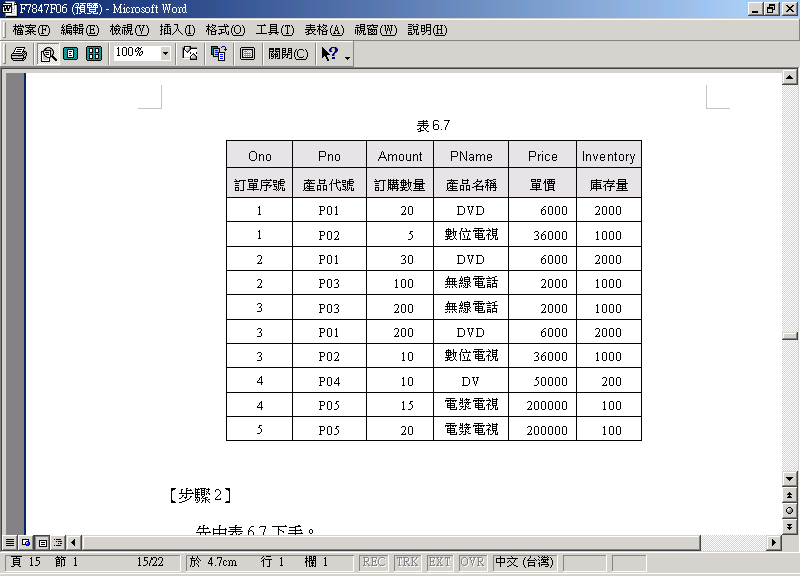 F7847F06 (預覽) - Microsoft Word
檔案(F) 編輯(E) 檢視(V) 插入(I) 格式(O) 工具(T) 表格(A) 視窗(W) 說明(H)
100% 關閉(C)
表 6.7
Ono Pno Amount PName Price Inventory
訂單序號 產品代號 訂購數量 產品名稱 單價 庫存量
1 P01 20 DVD 6000 2000
1 P02 5 數位電視 36000 1000
2 P01 30 DVD 6000 2000
2 P03 100 無線電話 2000 1000
3 P03 200 無線電話 2000 1000
3 P01 200 DVD 6000 2000
3 P02 10 數位電視 36000 1000
4 P04 10 DV 50000 200
4 P05 15 電漿電視 200000 100
5 P05 20 電漿電視 200000 100
【步驟 2】
先由表 6.7 下手。
頁 15 節 1 15/22 於 4.7cm 行 1 欄 1 REC TRK EXT OVR 中文 (台灣)